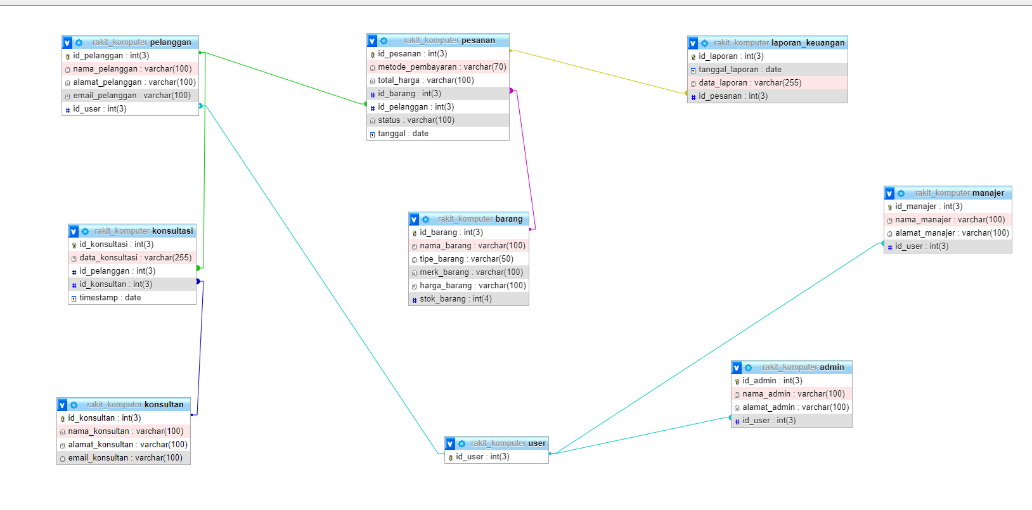 rakit_komputer pelanggan
id_pelanggan : int(3)
nama_pelanggan : varchar(100)
alamat_pelanggan : varchar(100)
email_pelanggan : varchar(100)
id_user : int(3)
rakit_komputer pesanan
id_pesanan : int(3)
metode_pembayaran : varchar(70)
total_harga : varchar(100)
id_barang : int(3)
id_pelanggan : int(3)
status : varchar(100)
tanggal : date
rakit_komputer laporan_keuangan
id_laporan : int(3)
tanggal_laporan : date
data_laporan : varchar(255)
id_pesanan : int(3)
rakit_komputer manajer
id_manajer : int(3)
nama_manajer : varchar(100)
alamat_manajer : varchar(100)
id_user : int(3)
rakit_komputer konsultasi
id_konsultasi : int(3)
data_konsultasi : varchar(255)
id_pelanggan : int(3)
id_konsultan : int(3)
timestamp : date
rakit_komputer barang
id_barang : int(3)
nama_barang : varchar(100)
tipe_barang : varchar(50)
merk_barang : varchar(100)
harga_barang : varchar(100)
stok_barang : int(4)
rakit_komputer admin
id_admin : int(3)
nama_admin : varchar(100)
alamat_admin : varchar(100)
id_user : int(3)
rakit_komputer konsultan
id_konsultan : int(3)
nama_konsultan : varchar(100)
alamat_konsultan : varchar(100)
email_konsultan : varchar(100)
rakit_komputer user
id_user : int(3)